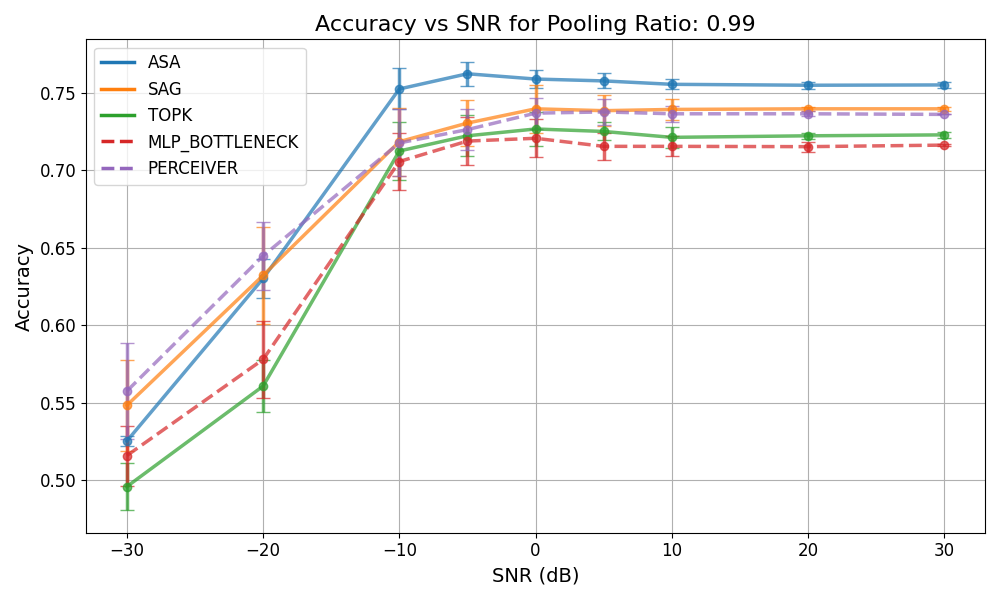 Accuracy vs SNR for Pooling Ratio: 0.99
ASA
SAG
TOPK
MLP_BOTTLENECK
PERCEIVER
Accuracy
0.75
0.70
0.65
0.60
0.55
0.50
−30
−20
−10
0
10
20
30
SNR (dB)